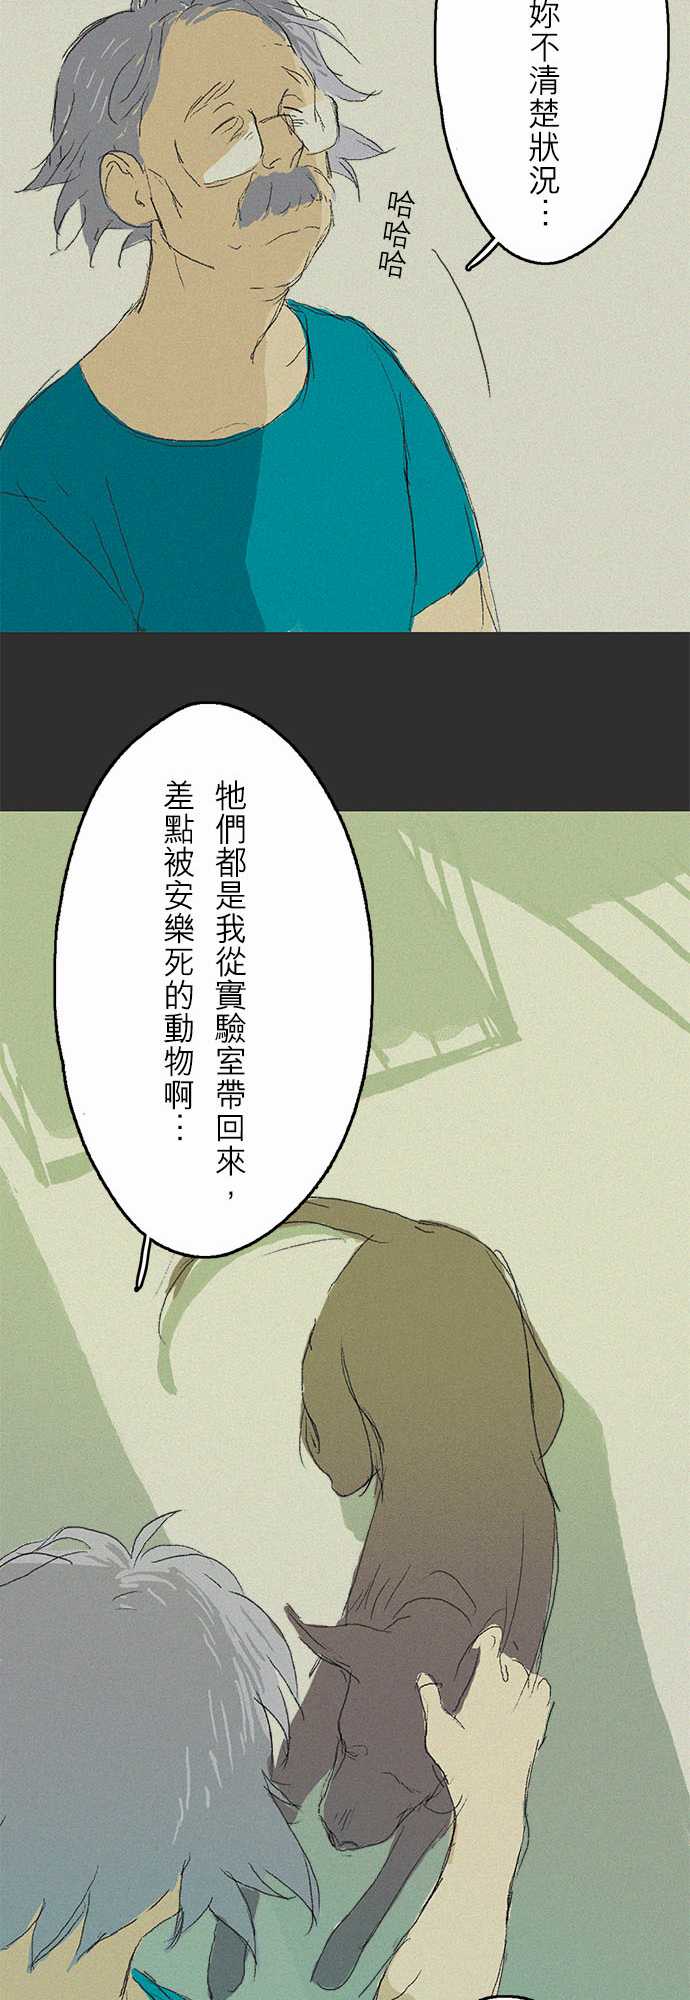 妳不清楚狀況…
哈哈哈
牠們都是我從實驗室帶回來，
差點被安樂死的動物啊…